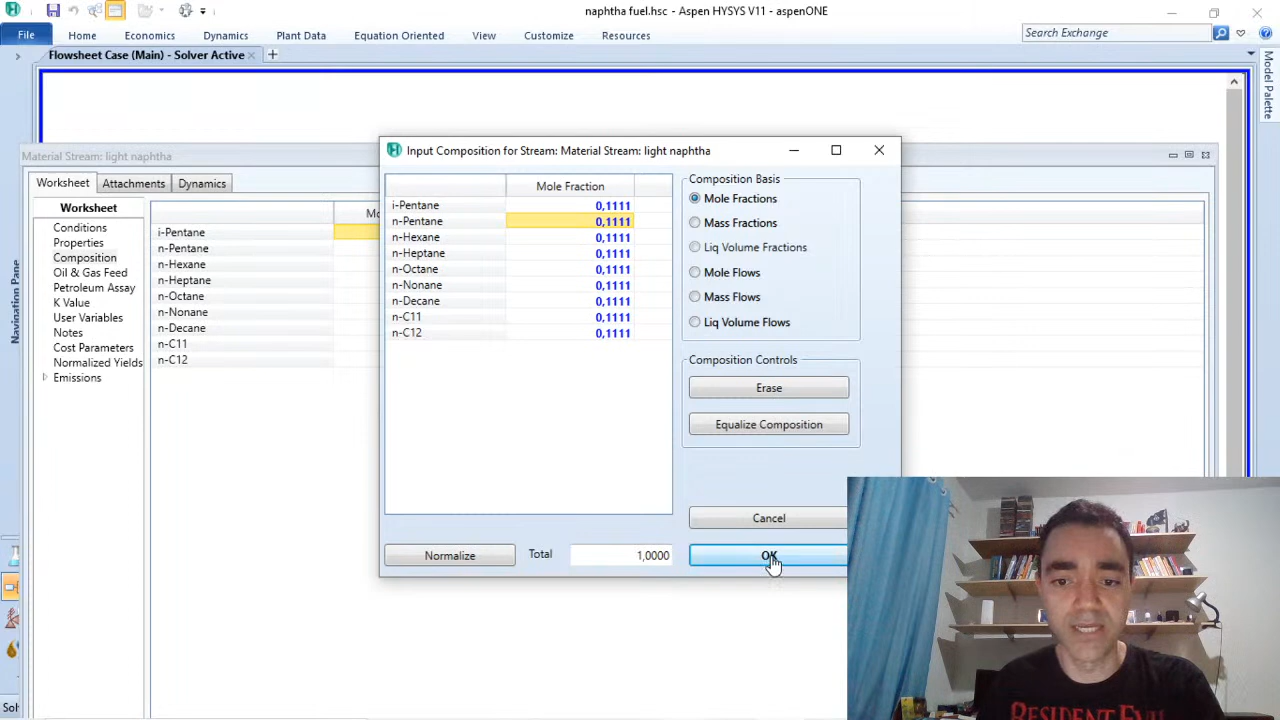 naphtha fuel.hsc - Aspen HYSYS V11 - aspenONE
File Home Economics Dynamics Plant Data Equation Oriented View Customize Resources Search Exchange
Flowsheet Case (Main) - Solver Active
Model Palette
Navigation Pane
Material Stream: light naphtha
Worksheet Attachments Dynamics
Worksheet
Conditions
Properties
Composition
Oil & Gas Feed
Petroleum Assay
K Value
User Variables
Notes
Cost Parameters
Normalized Yields
Emissions
i-Pentane
n-Pentane
n-Hexane
n-Heptane
n-Octane
n-Nonane
n-Decane
n-C11
n-C12
Input Composition for Stream: Material Stream: light naphtha
Mole Fraction
i-Pentane 0,1111
n-Pentane 0,1111
n-Hexane 0,1111
n-Heptane 0,1111
n-Octane 0,1111
n-Nonane 0,1111
n-Decane 0,1111
n-C11 0,1111
n-C12 0,1111
Composition Basis
Mole Fractions
Mass Fractions
Liq Volume Fractions
Mole Flows
Mass Flows
Liq Volume Flows
Composition Controls
Erase
Equalize Composition
Cancel
Normalize Total 1,0000 OK
RESIDENT EVIL